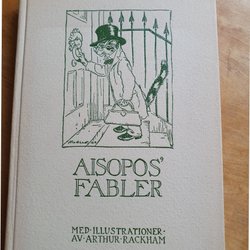 AISOPOS'
FABLER
MED · ILLUSTRATIONER ·
AV · ARTHUR · RACKHAM